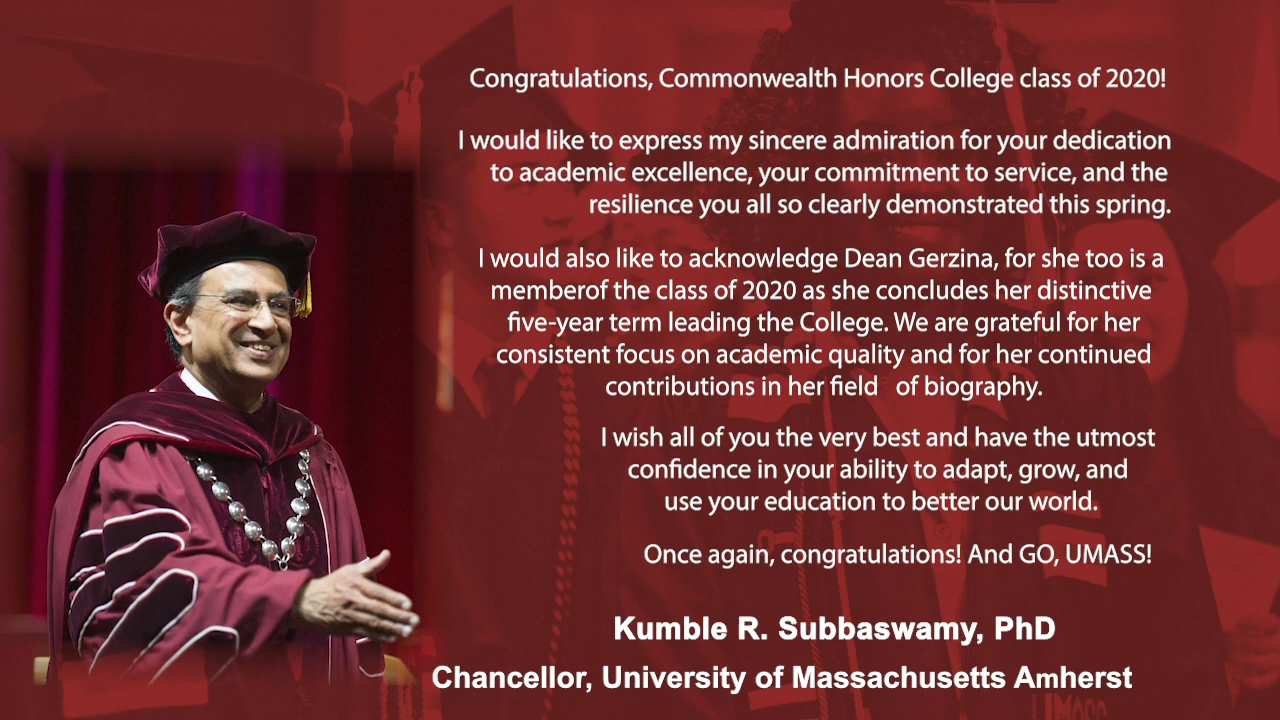 Congratulations, Commonwealth Honors College class of 2020!
I would like to express my sincere admiration for your dedication
to academic excellence, your commitment to service, and the
resilience you all so clearly demonstrated this spring.
I would also like to acknowledge Dean Gerzina, for she too is a
memberof the class of 2020 as she concludes her distinctive
five-year term leading the College. We are grateful for her
consistent focus on academic quality and for her continued
contributions in her field of biography.
I wish all of you the very best and have the utmost
confidence in your ability to adapt, grow, and
use your education to better our world.
Once again, congratulations! And GO, UMASS!
Kumble R. Subbaswamy, PhD
Chancellor, University of Massachusetts Amherst
UMASS